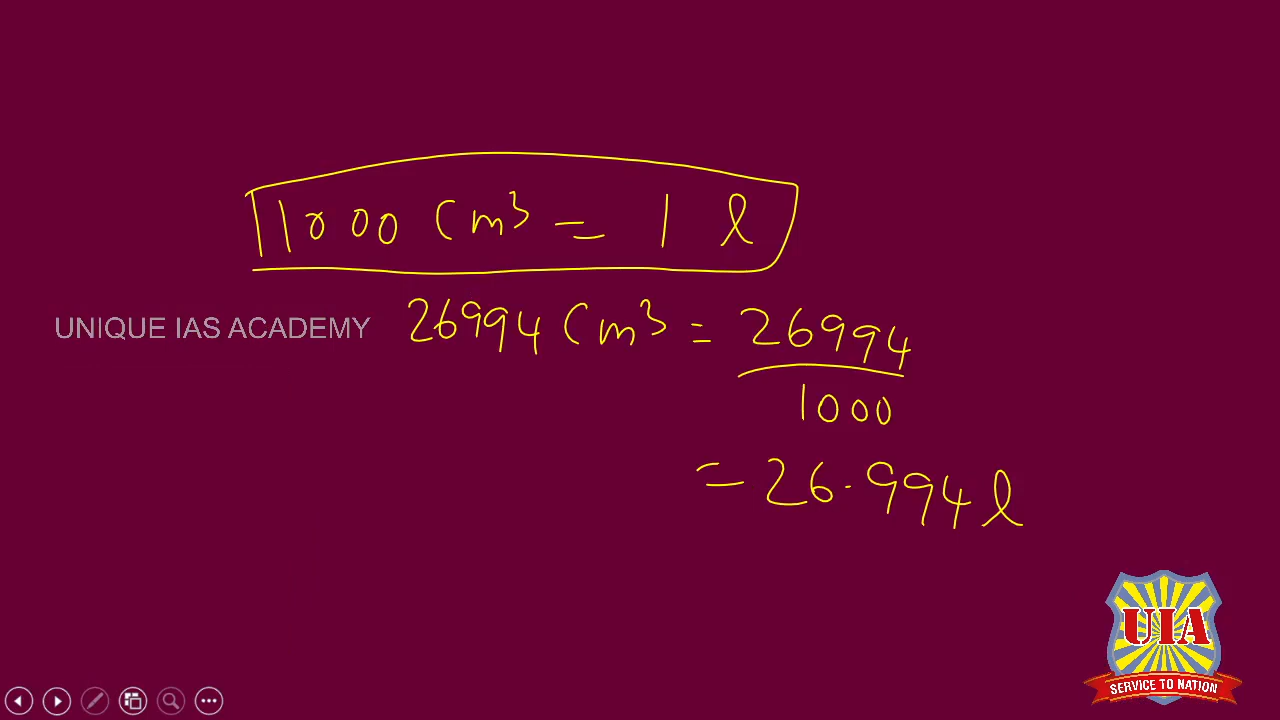 1000 Cm³ = 1 l
UNIQUE IAS ACADEMY
26994 Cm³ = 26994
1000
= 26.994 l
UIA
SERVICE TO NATION